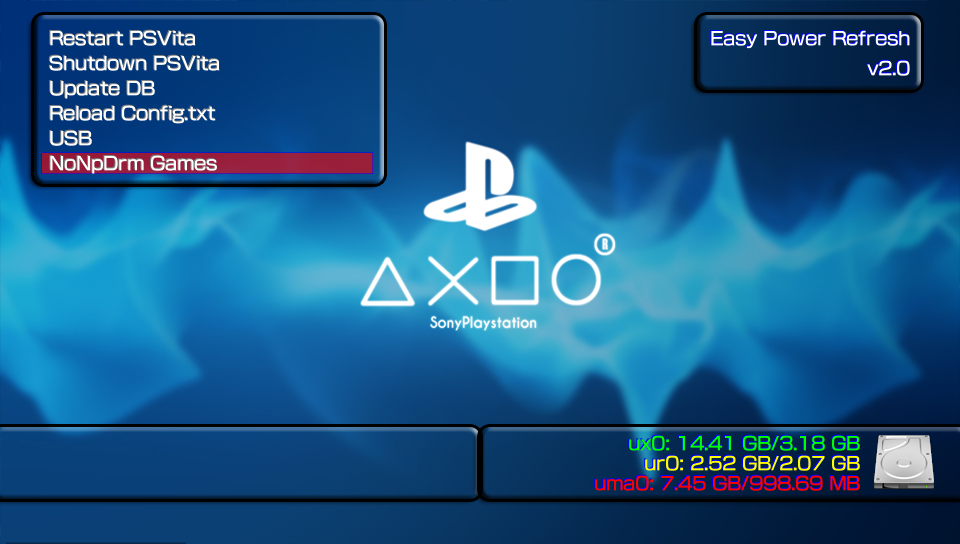 Restart PSVita
Shutdown PSVita
Update DB
Reload Config.txt
USB
NoNpDrm Games
Easy Power Refresh
v2.0
®
SonyPlaystation
ux0: 14.41 GB/3.18 GB
ur0: 2.52 GB/2.07 GB
uma0: 7.45 GB/998.69 MB